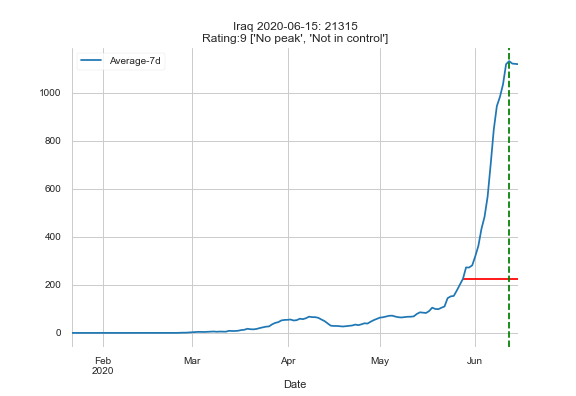 Iraq 2020-06-15: 21315
Rating:9 ['No peak', 'Not in control']
Average-7d
1000
800
600
400
200
0
Feb Mar Apr May Jun
2020
Date